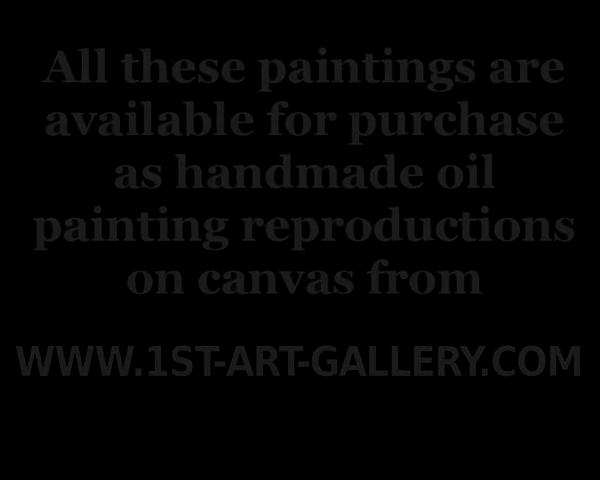 All these paintings are
available for purchase
as handmade oil
painting reproductions
on canvas from
WWW.1ST-ART-GALLERY.COM